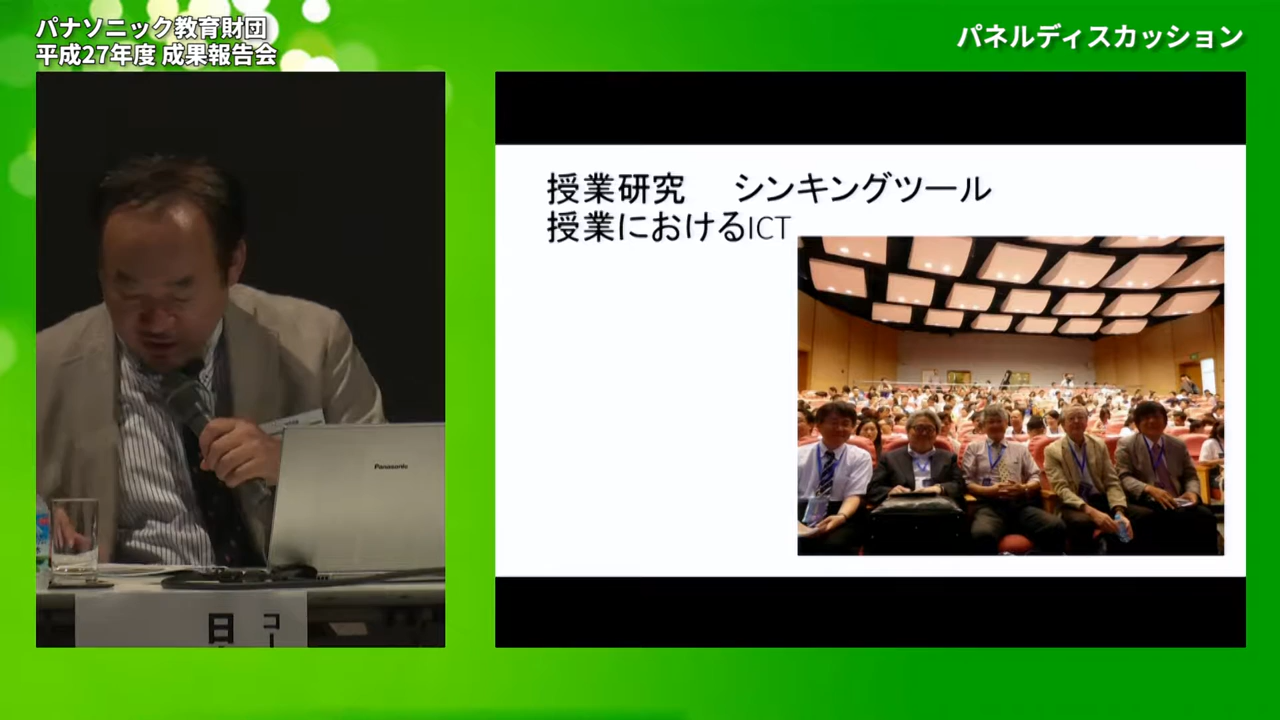 パナソニック教育財団
平成27年度 成果報告会
パネルディスカッション
授業研究 シンキングツール
授業におけるICT
Panasonic
コー